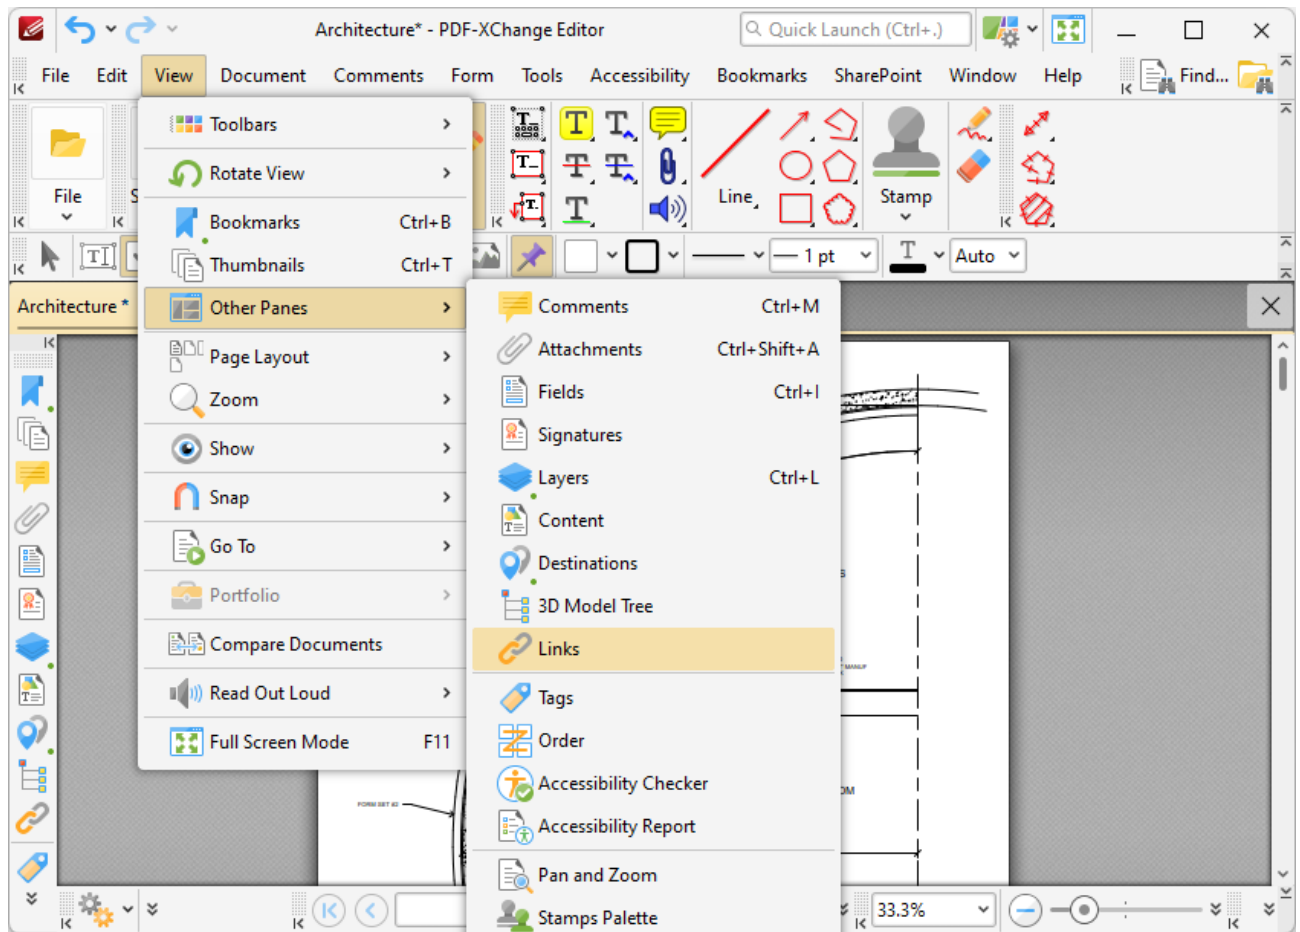 Architecture* - PDF-XChange Editor
Quick Launch (Ctrl+.)
File Edit View Document Comments Form Tools Accessibility Bookmarks SharePoint Window Help
Find...
Toolbars
Rotate View
Bookmarks Ctrl+B
Thumbnails Ctrl+T
Other Panes
Page Layout
Zoom
Show
Snap
Go To
Portfolio
Compare Documents
Read Out Loud
Full Screen Mode F11
File
Line
Stamp
1 pt
Auto
Architecture *
Comments Ctrl+M
Attachments Ctrl+Shift+A
Fields Ctrl+I
Signatures
Layers Ctrl+L
Content
Destinations
3D Model Tree
Links
Tags
Order
Accessibility Checker
Accessibility Report
Pan and Zoom
Stamps Palette
FORM SET #2
33.3%